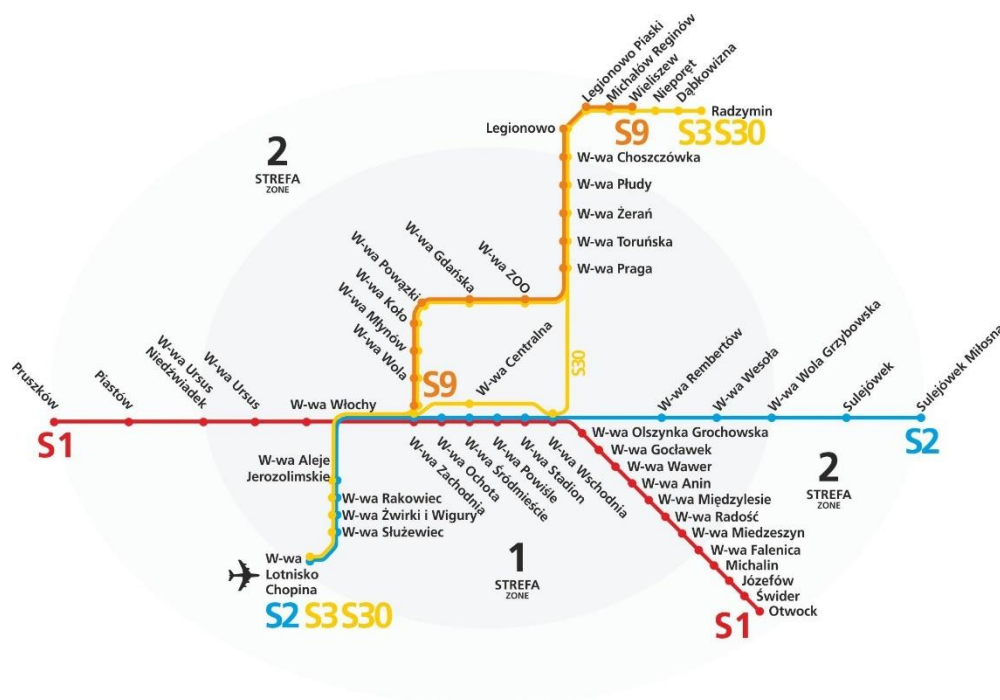 Legionowo Piaski
Michałów Reginów
Wieliszew
Nieporęt
Dąbkowizna
Radzymin
S9
S3 S30
Legionowo
2
STREFA
ZONE
W-wa Choszczówka
W-wa Płudy
W-wa Żerań
W-wa Toruńska
W-wa Praga
W-wa ZOO
W-wa Gdańska
W-wa Powązki
W-wa Koło
W-wa Młynów
W-wa Wola
S9
W-wa Centralna
S30
Pruszków
Piastów
W-wa Ursus
Niedźwiadek
W-wa Ursus
W-wa Włochy
W-wa Rembertów
W-wa Wesoła
W-wa Wola Grzybowska
Sulejówek
Sulejówek Miłosna
S1
S2
W-wa Zachodnia
W-wa Ochota
W-wa Śródmieście
W-wa Powiśle
W-wa Stadion
W-wa Wschodnia
W-wa Olszynka Grochowska
W-wa Gocławek
W-wa Wawer
W-wa Anin
W-wa Międzylesie
W-wa Radość
W-wa Miedzeszyn
W-wa Falenica
Michalin
Józefów
Świder
Otwock
S1
2
STREFA
ZONE
W-wa Aleje
Jerozolimskie
W-wa Rakowiec
W-wa Żwirki i Wigury
W-wa Służewiec
W-wa
Lotnisko
Chopina
S2 S3 S30
1
STREFA
ZONE